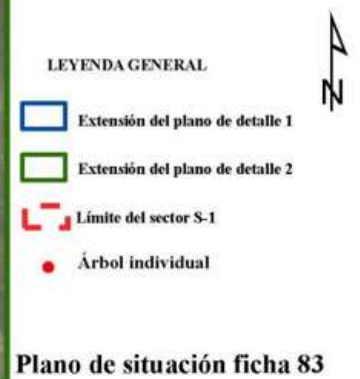 N
LEYENDA GENERAL
Extensión del plano de detalle 1
Extensión del plano de detalle 2
Límite del sector S-1
Árbol individual
Plano de situación ficha 83